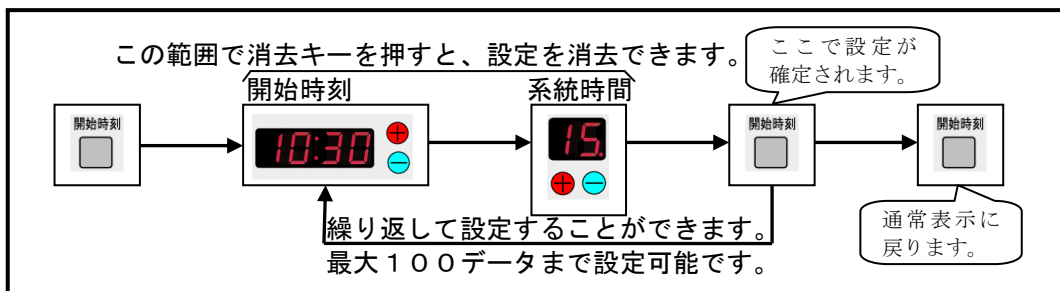 この範囲で消去キーを押すと、設定を消去できます。
ここで設定が
確定されます。
開始時刻
系統時間
開始時刻
10:30
15.
開始時刻
開始時刻
繰り返して設定することができます。
最大１００データまで設定可能です。
通常表示に
戻ります。